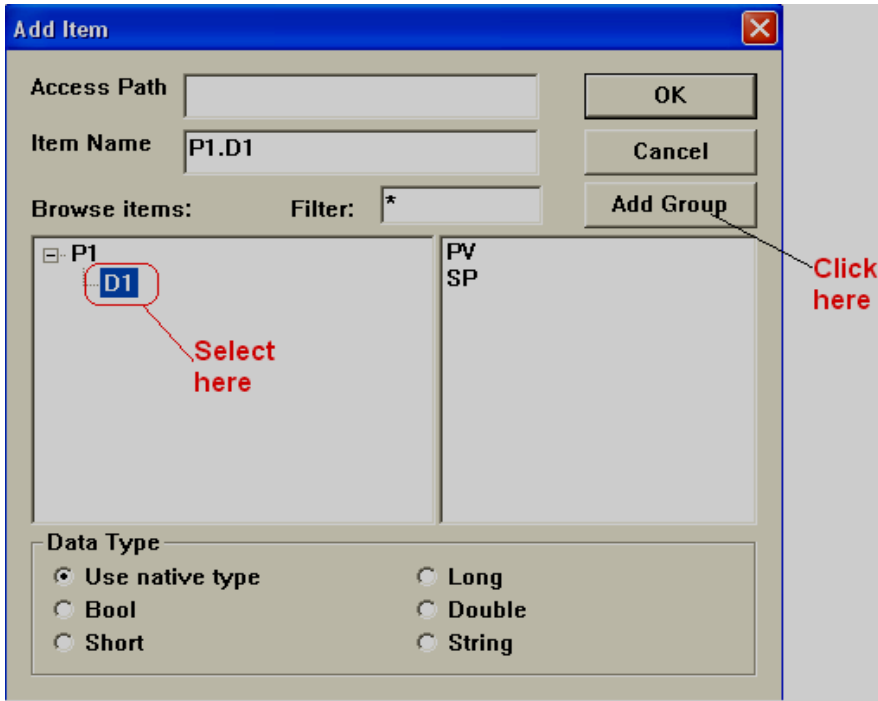 Add Item
Access Path
OK
Item Name P1.D1
Cancel
Browse items: Filter: *
Add Group
P1
D1
PV
SP
Click
here
Select
here
Data Type
Use native type
Long
Bool
Double
Short
String